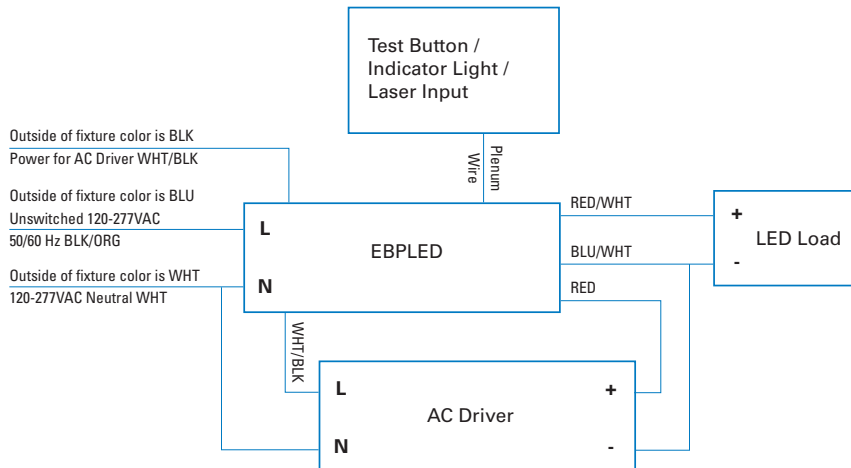 Test Button /
Indicator Light /
Laser Input
Outside of fixture color is BLK
Power for AC Driver WHT/BLK
Plenum
Wire
Outside of fixture color is BLU
Unswitched 120-277VAC
50/60 Hz BLK/ORG
L
EBPLED
RED/WHT
+
LED Load
BLU/WHT
-
Outside of fixture color is WHT
120-277VAC Neutral WHT
N
RED
WHT/BLK
L
+
AC Driver
N
-